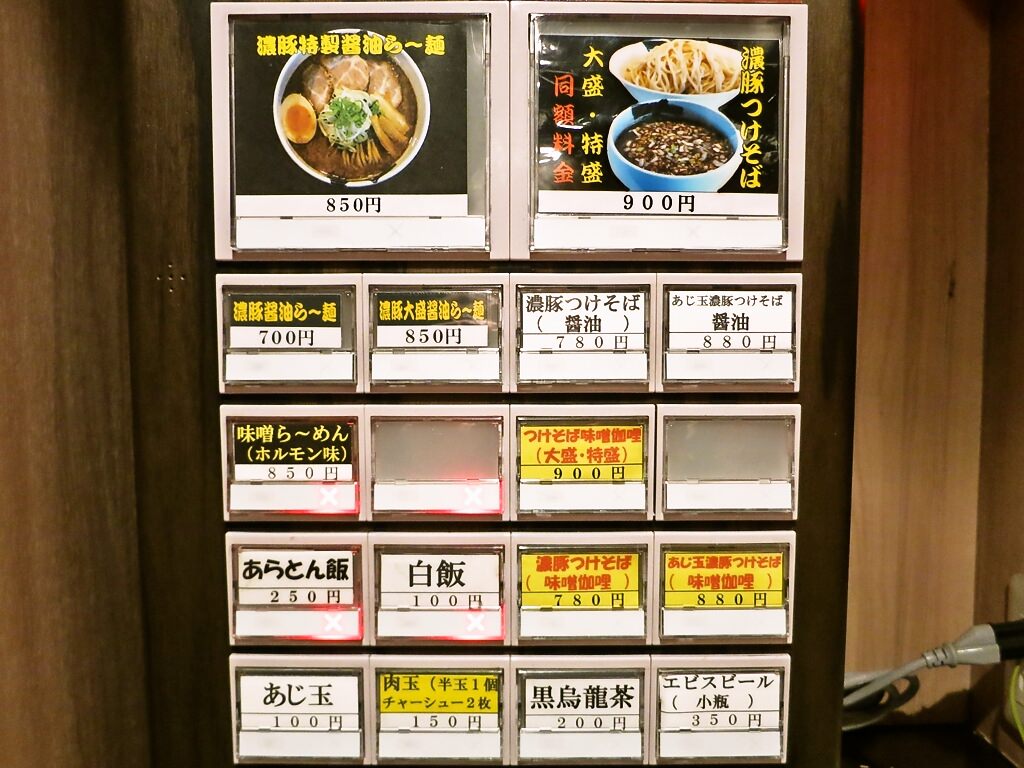 濃豚特製醤油ら～麺
850円
濃豚つけそば
大盛・特盛
同額料金
900円
濃豚醤油ら～麺
700円
濃豚大盛醤油ら～麺
850円
濃豚つけそば
(醤油)
780円
あじ玉濃豚つけそば
醤油
880円
味噌ら～めん
(ホルモン味)
850円
つけそば味噌伽哩
(大盛・特盛)
900円
あらとん飯
250円
白飯
100円
濃豚つけそば
(味噌伽哩)
780円
あじ玉濃豚つけそば
(味噌伽哩)
880円
あじ玉
100円
肉玉(半玉1個
チャーシュー2枚
150円
黒烏龍茶
200円
エビスビール
(小瓶)
350円